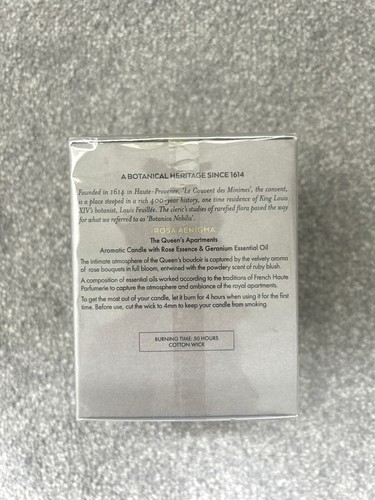 A BOTANICAL HERITAGE SINCE 1614
Founded in 1614 in Haute-Provence, 'Le Couvent des Minimes', the convent,
is a place steeped in a rich 400-year history, one time residence of King Louis
XIV's botanist, Louis Feuillée. The cleric's studies of rarefied flora paved the way
for what we referred to as 'Botanica Nobilis'.
ROSA AENIGMA
The Queen's Apartments
Aromatic Candle with Rose Essence & Geranium Essential Oil
The intimate atmosphere of the Queen's boudoir is captured by the velvety aroma
of rose bouquets in full bloom, entwined with the powdery scent of ruby blush.
A composition of essential oils worked according to the traditions of French Haute
Parfumerie to capture the atmosphere and ambiance of the royal apartments.
To get the most out of your candle, let it burn for 4 hours when using it for the first
time. Before use, cut the wick to 4mm to keep your candle from smoking
BURNING TIME: 50 HOURS
COTTON WICK